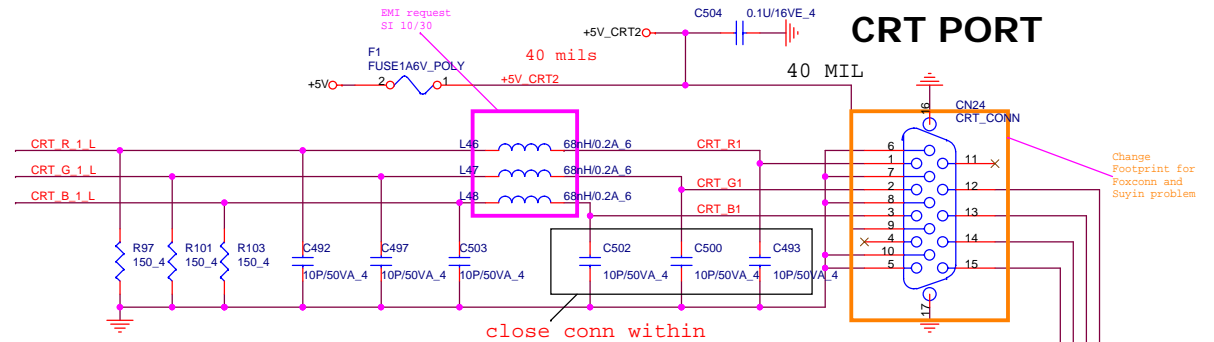 EMI request
SI 10/30
C504
0.1U/16VE_4
CRT PORT
+5V_CRT2
40 mils
F1
FUSE1A6V_POLY
40 MIL
+5V
2
1
+5V_CRT2
16
CN24
CRT_CONN
CRT_R_1_L
L46
68nH/0.2A_6
CRT_R1
6
1
11
CRT_G_1_L
L47
68nH/0.2A_6
CRT_G1
7
2
12
CRT_B_1_L
L48
68nH/0.2A_6
CRT_B1
8
3
13
9
4
14
10
5
15
Change
Footprint for
Foxconn and
Suyin problem
R97
150_4
R101
150_4
R103
150_4
C492
10P/50VA_4
C497
10P/50VA_4
C503
10P/50VA_4
C502
10P/50VA_4
C500
10P/50VA_4
C493
10P/50VA_4
17
close conn within